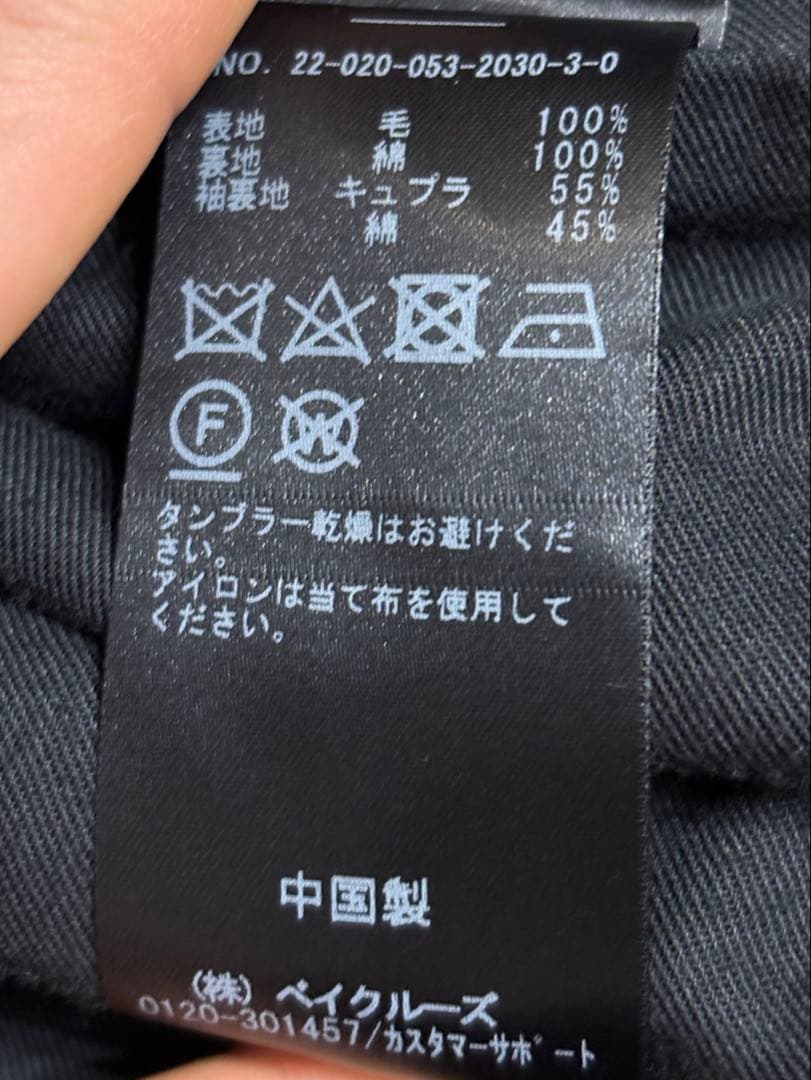 NO. 22-020-053-2030-3-0
表地 毛 100%
裏地 綿 100%
袖裏地 キュプラ 55%
綿 45%
F
W
タンブラー乾燥はお避けくだ
さい。
アイロンは当て布を使用して
ください。
中国製
(株) ベイクルーズ
0120-301457/カスタマーサポート